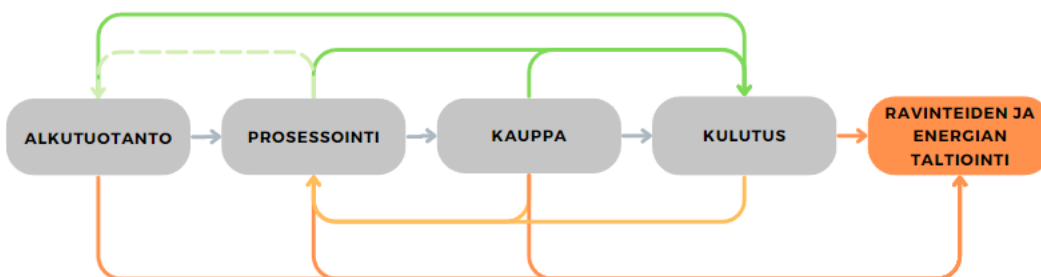 ALKUTUOTANTO
PROSESSOINTI
KAUPPA
KULUTUS
RAVINTEIDEN JA
ENERGIAN
TALTIOINTI